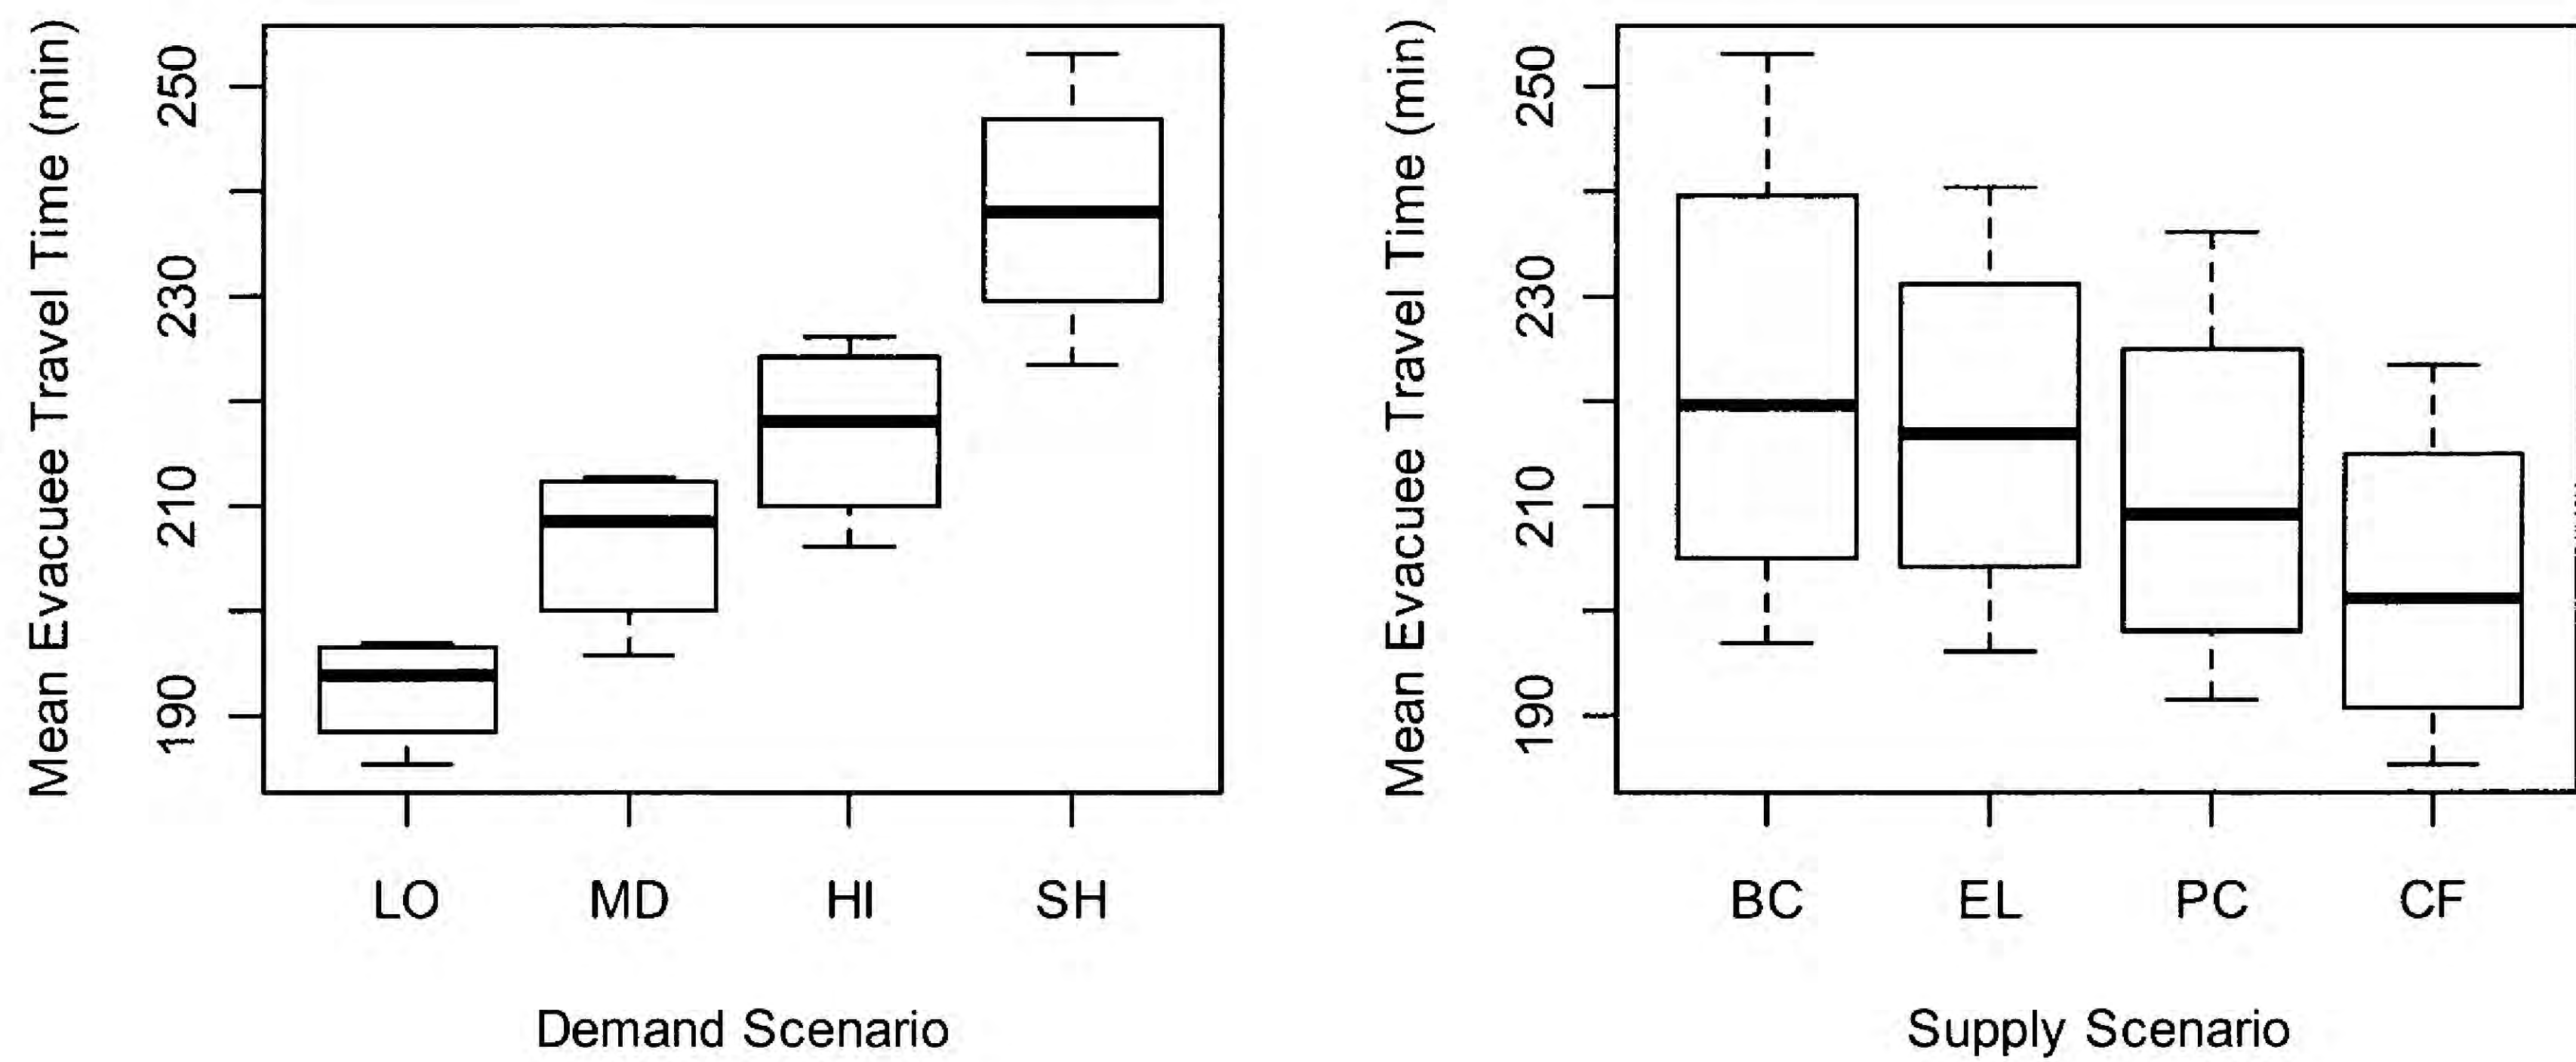 Mean Evacuee Travel Time (min)
250
230
210
190
LO MD HI SH
Demand Scenario
Mean Evacuee Travel Time (min)
250
230
210
190
BC EL PC CF
Supply Scenario